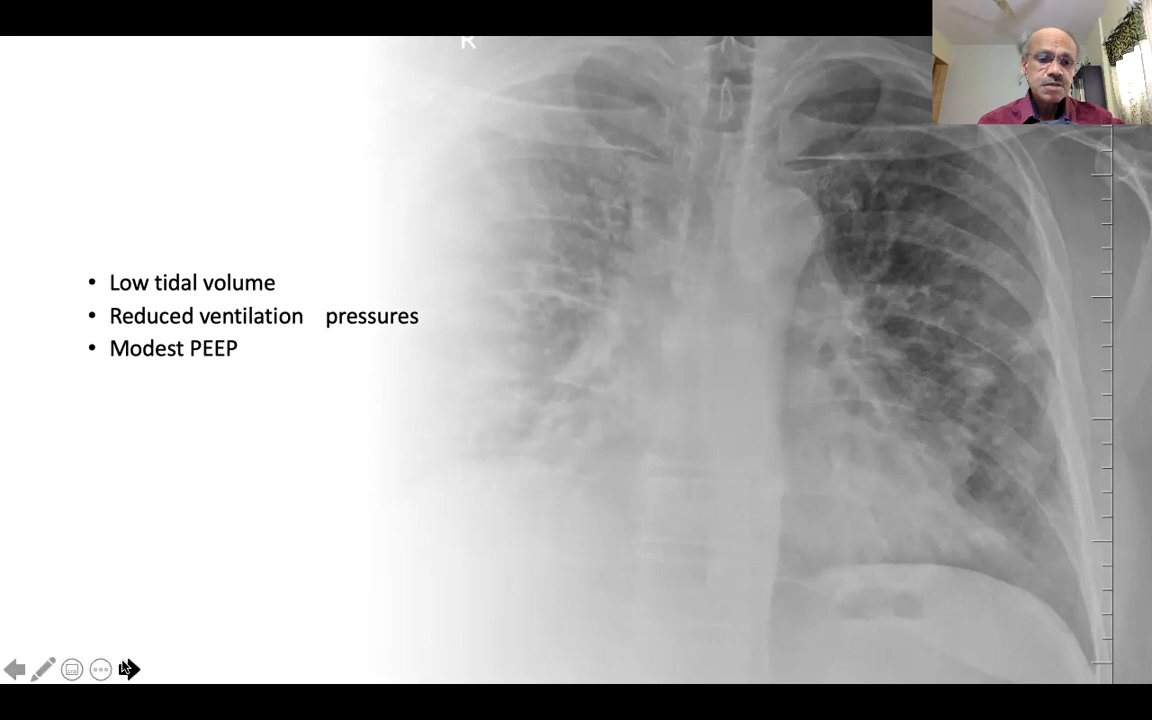 R
• Low tidal volume
• Reduced ventilation    pressures
• Modest PEEP